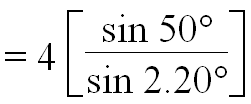 = 4 [ sin 50° / sin 2.20° ]